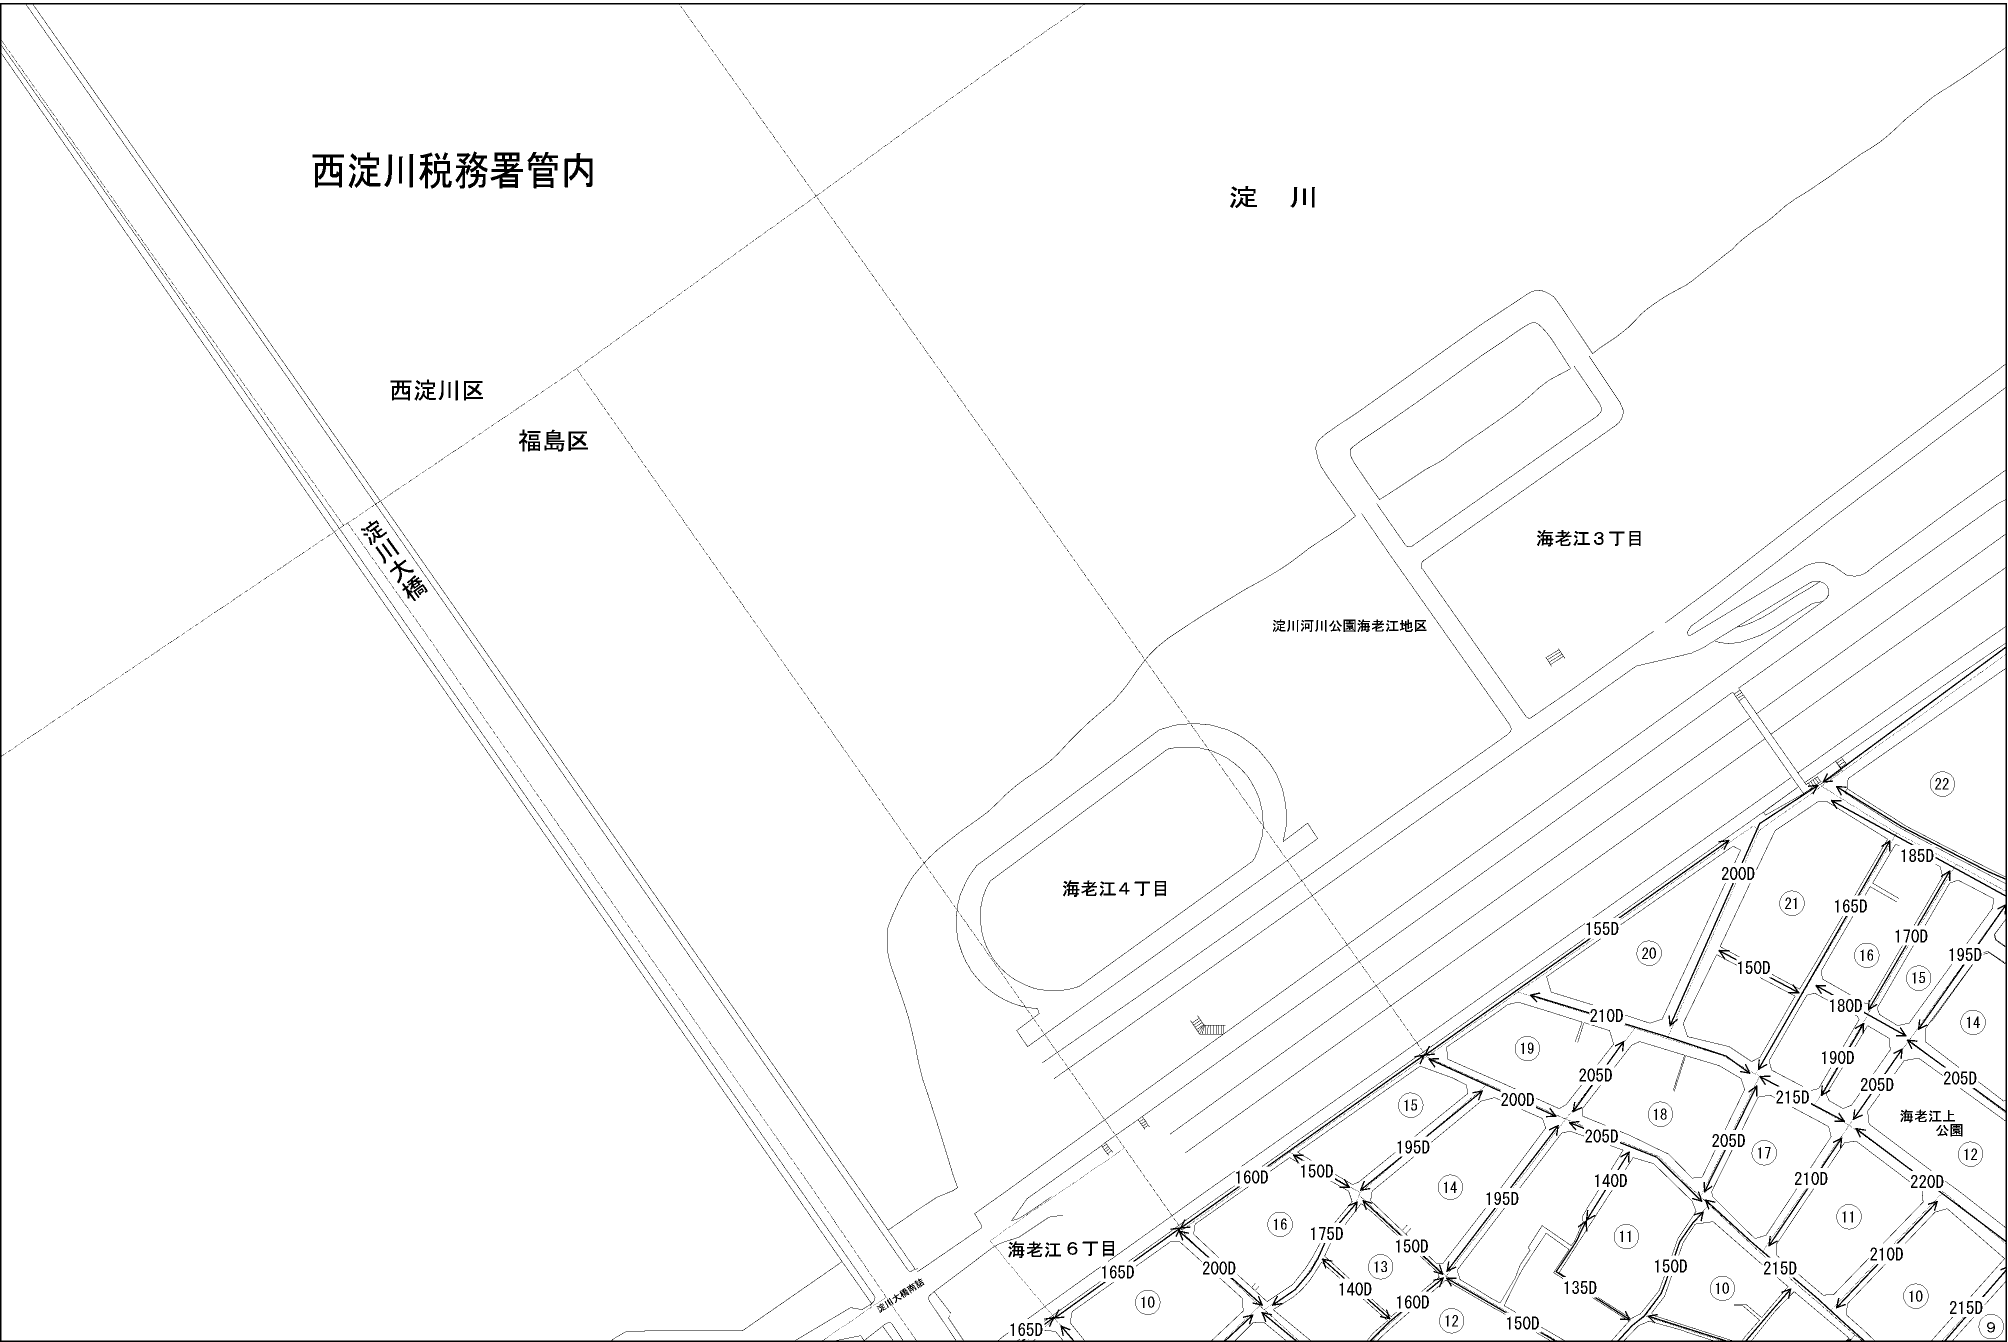 西淀川税務署管内
淀　川
西淀川区
福島区
淀川大橋
海老江３丁目
淀川河川公園海老江地区
22
185D
200D
21
165D
海老江４丁目
155D
170D
20
16
195D
150D
15
180D
210D
14
19
190D
205D
205D
205D
200D
15
18
215D
海老江上
公園
205D
205D
195D
17
12
150D
160D
140D
210D
220D
14
195D
16
11
175D
11
海老江６丁目
150D
210D
13
150D
165D
200D
215D
140D
135D
10
淀川大橋南詰
10
160D
10
215D
165D
12
150D
9